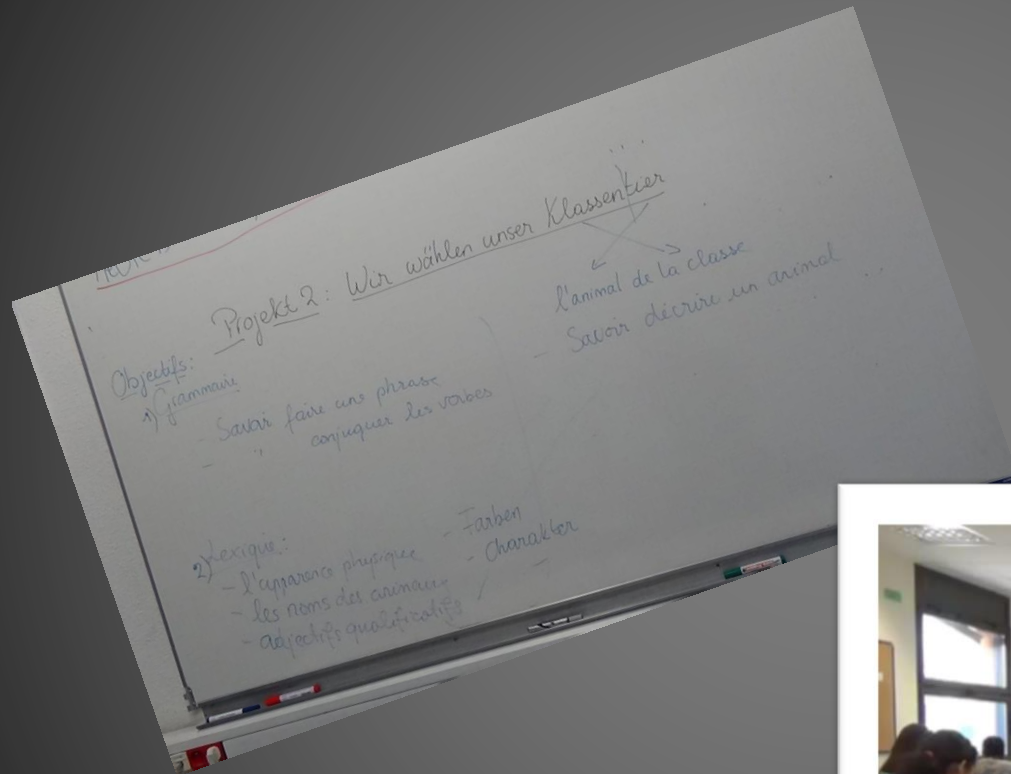 Projekt 2 : Wir wählen unser Klassentier
...
l'animal de la classe
- Savoir décrire un animal
...
Objectifs :
1) Grammaire
- Savoir faire une phrase
- " conjuguer les verbes
2) Lexique :
- l'apparence physique
- les noms des animaux
- adjectifs qualificatifs
- Farben
- Charakter
-